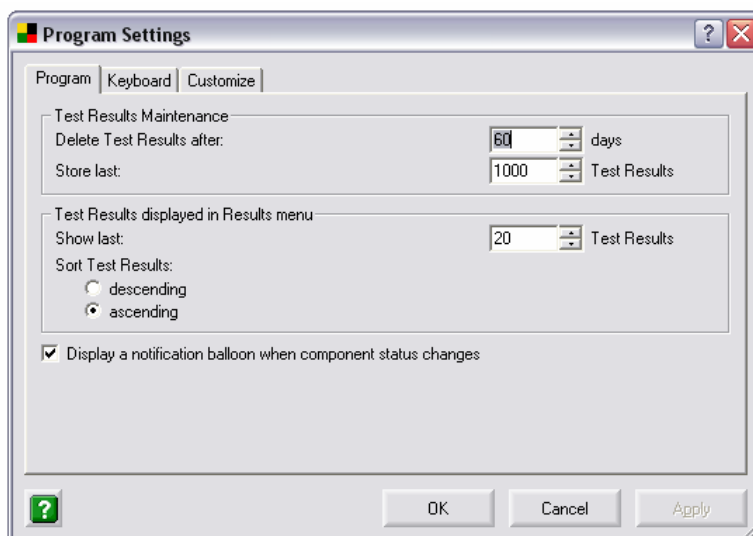 Program Settings
Program Keyboard Customize
Test Results Maintenance
Delete Test Results after: 60 days
Store last: 1000 Test Results
Test Results displayed in Results menu
Show last: 20 Test Results
Sort Test Results:
descending
ascending
Display a notification balloon when component status changes
OK Cancel Apply